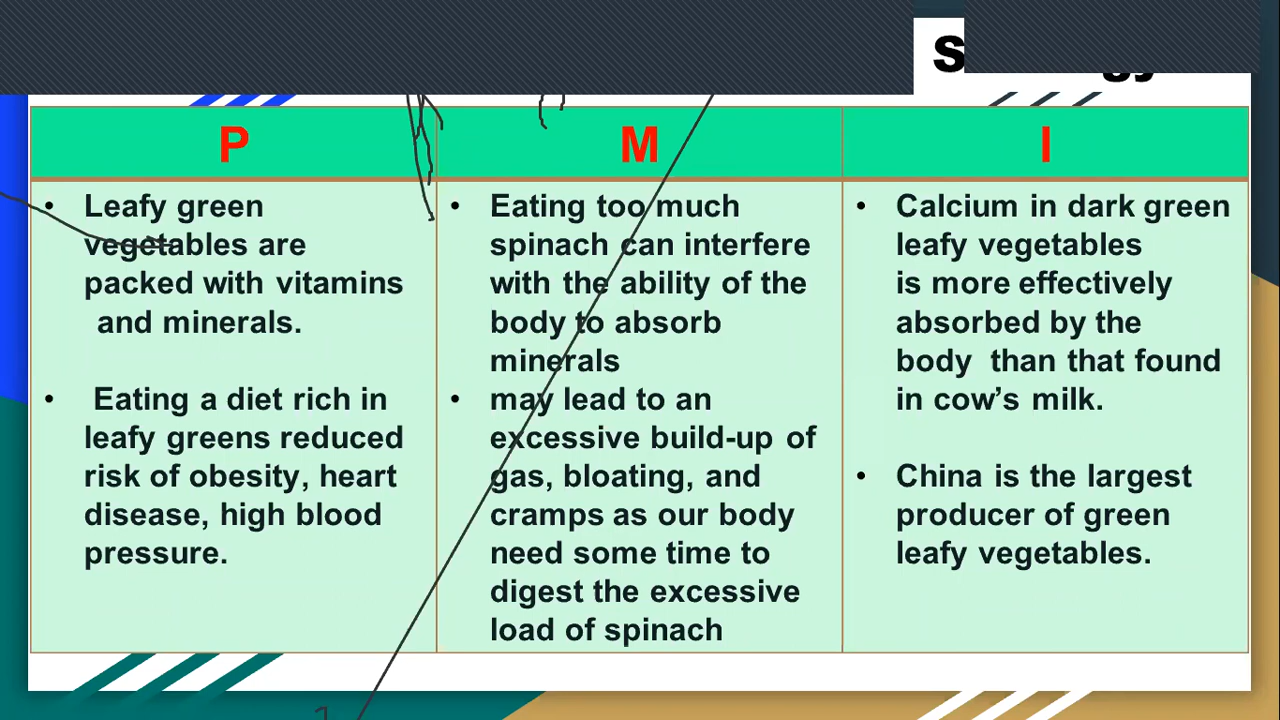 P
M
I
• Leafy green
vegetables are
packed with vitamins
and minerals.
• Eating a diet rich in
leafy greens reduced
risk of obesity, heart
disease, high blood
pressure.
• Eating too much
spinach can interfere
with the ability of the
body to absorb
minerals
• may lead to an
excessive build-up of
gas, bloating, and
cramps as our body
need some time to
digest the excessive
load of spinach
• Calcium in dark green
leafy vegetables
is more effectively
absorbed by the
body than that found
in cow’s milk.
• China is the largest
producer of green
leafy vegetables.